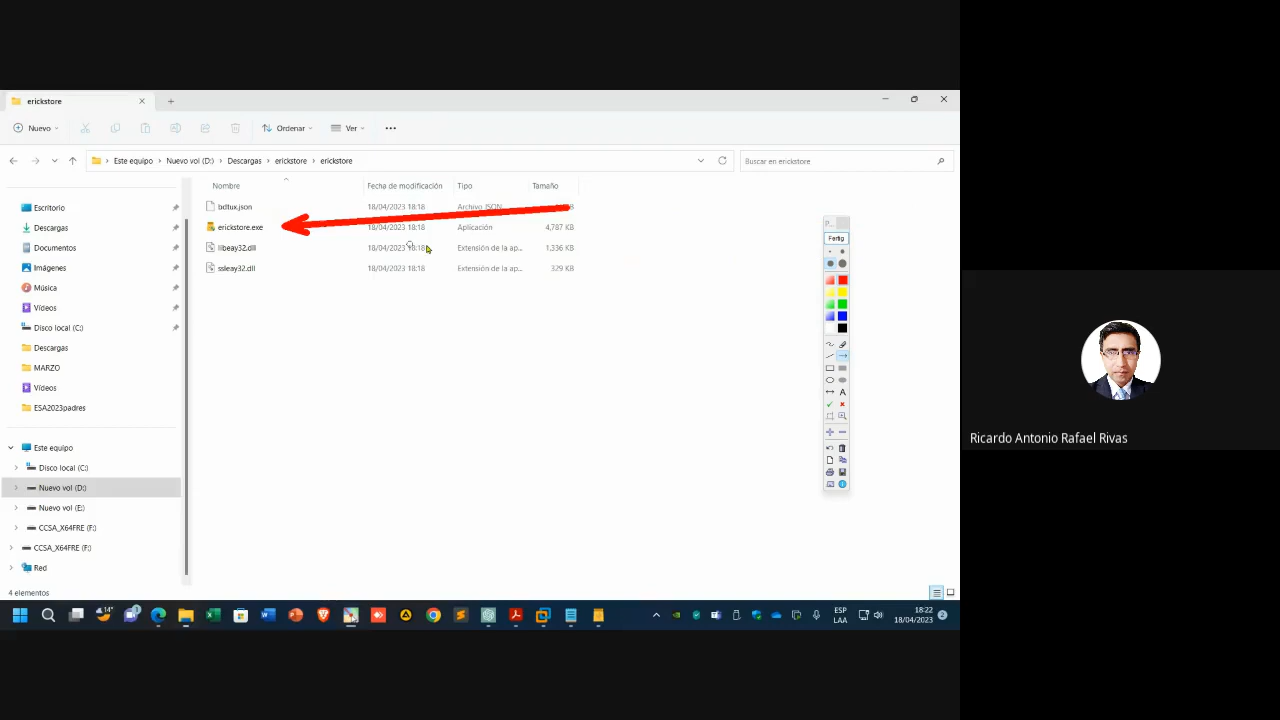 erickstore
Nuevo
Ordenar
Ver
Este equipo
Nuevo vol (D:)
Descargas
erickstore
erickstore
Buscar en erickstore
Nombre
Fecha de modificación
Tipo
Tamaño
bdtux.json
18/04/2023 18:18
Archivo JSON
erickstore.exe
18/04/2023 18:18
Aplicación
4,787 KB
libeay32.dll
18/04/2023 18:18
Extensión de la ap...
1,336 KB
ssleay32.dll
18/04/2023 18:18
Extensión de la ap...
329 KB
Escritorio
Descargas
Documentos
Imágenes
Música
Vídeos
Disco local (C:)
Descargas
MARZO
Vídeos
ESA2023padres
Este equipo
Disco local (C:)
Nuevo vol (D:)
Nuevo vol (E:)
CCSA_X64FRE (F:)
CCSA_X64FRE (F:)
Red
4 elementos
P...
Fertig
A
Ricardo Antonio Rafael Rivas
14°
ESP
LAA
18:22
18/04/2023
2